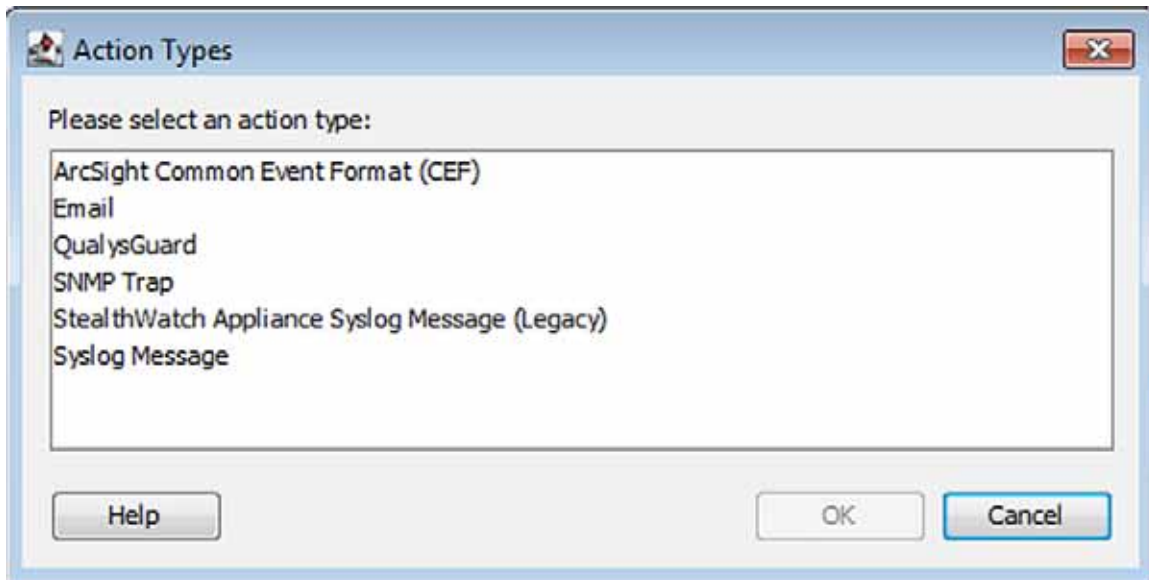 Action Types
Please select an action type:
ArcSight Common Event Format (CEF)
Email
QualysGuard
SNMP Trap
StealthWatch Appliance Syslog Message (Legacy)
Syslog Message
Help OK Cancel